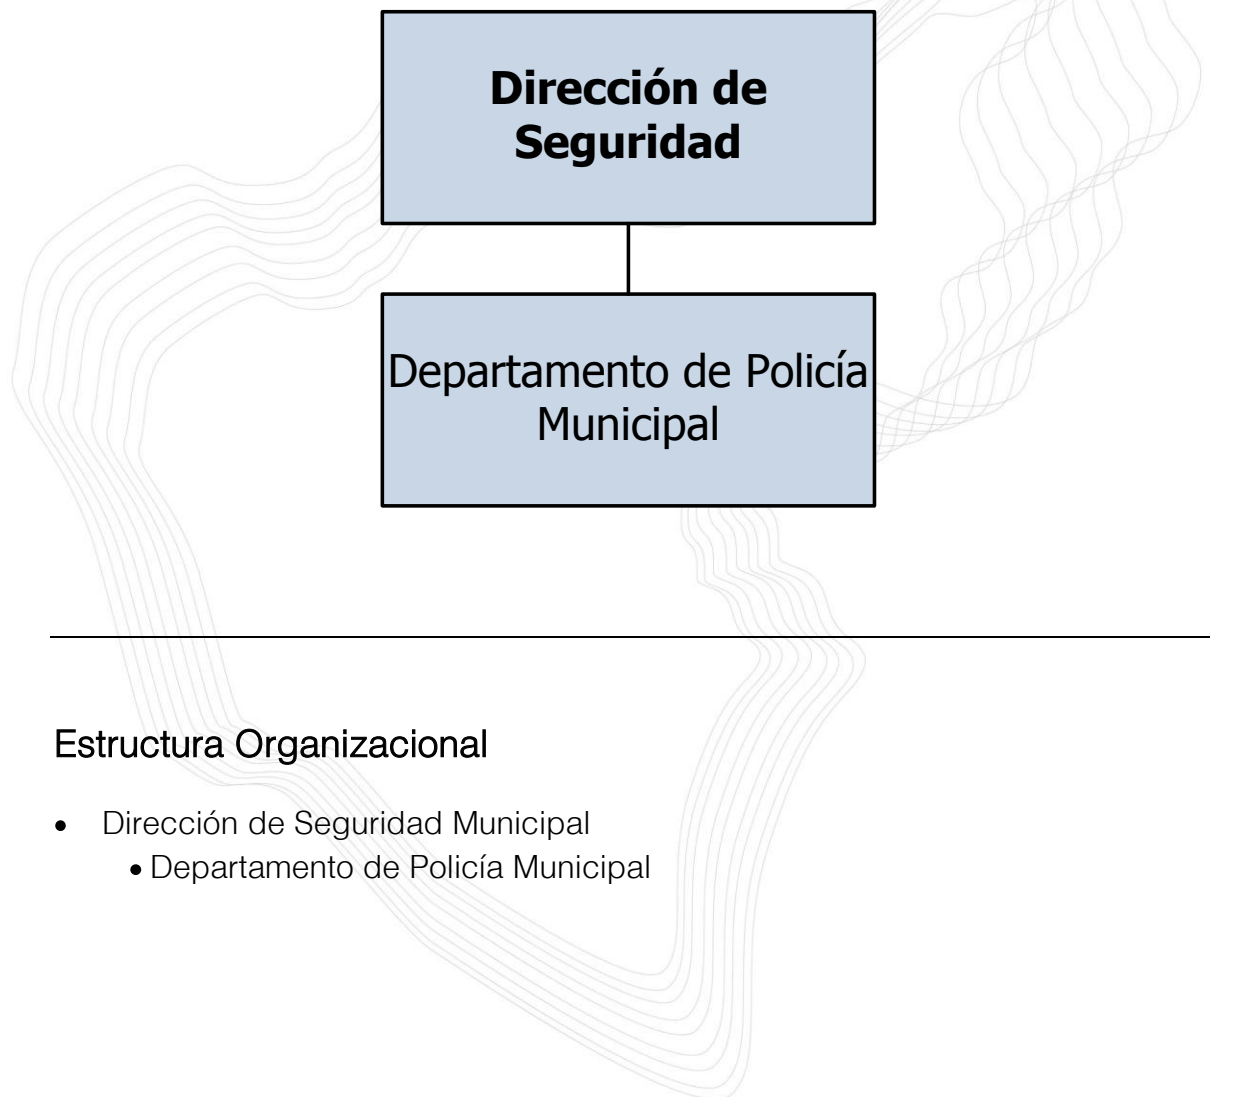 Dirección de
Seguridad
Departamento de Policía
Municipal
Estructura Organizacional
• Dirección de Seguridad Municipal
• Departamento de Policía Municipal